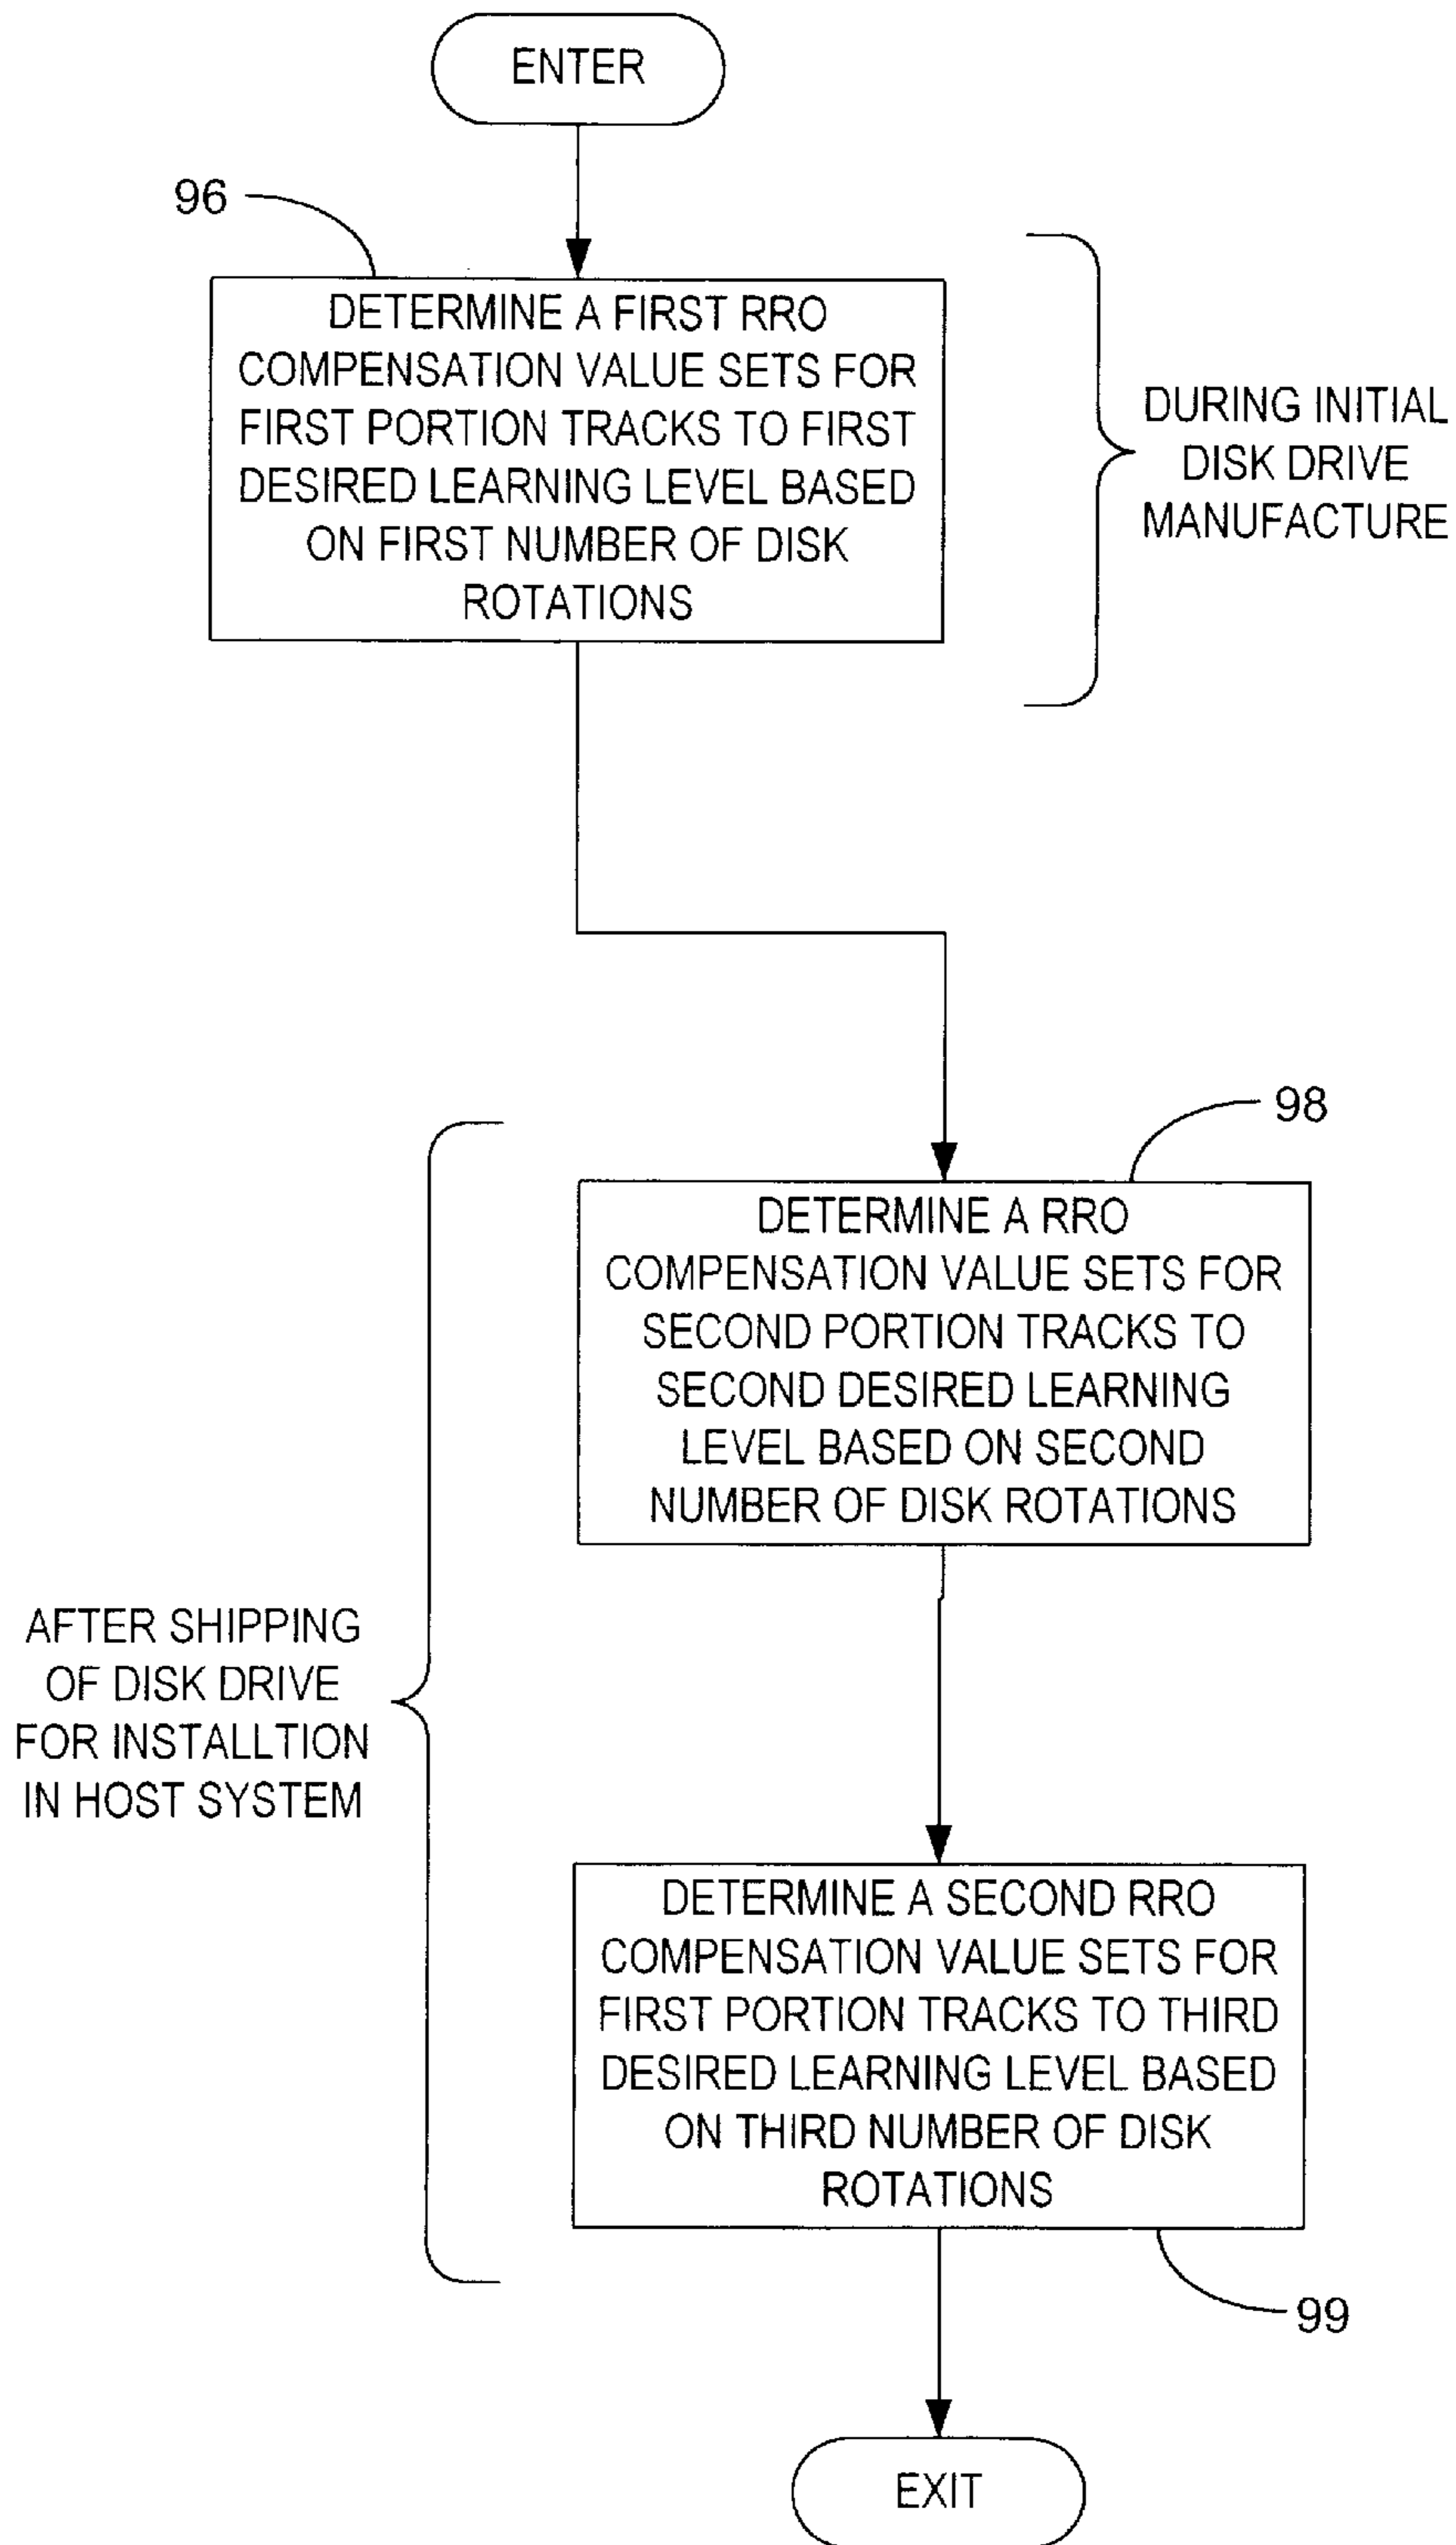 ENTER
96
DETERMINE A FIRST RRO
COMPENSATION VALUE SETS FOR
FIRST PORTION TRACKS TO FIRST
DESIRED LEARNING LEVEL BASED
ON FIRST NUMBER OF DISK
ROTATIONS
DURING INITIAL
DISK DRIVE
MANUFACTURE
98
DETERMINE A RRO
COMPENSATION VALUE SETS FOR
SECOND PORTION TRACKS TO
SECOND DESIRED LEARNING
LEVEL BASED ON SECOND
NUMBER OF DISK ROTATIONS
AFTER SHIPPING
OF DISK DRIVE
FOR INSTALLTION
IN HOST SYSTEM
DETERMINE A SECOND RRO
COMPENSATION VALUE SETS FOR
FIRST PORTION TRACKS TO THIRD
DESIRED LEARNING LEVEL BASED
ON THIRD NUMBER OF DISK
ROTATIONS
99
EXIT